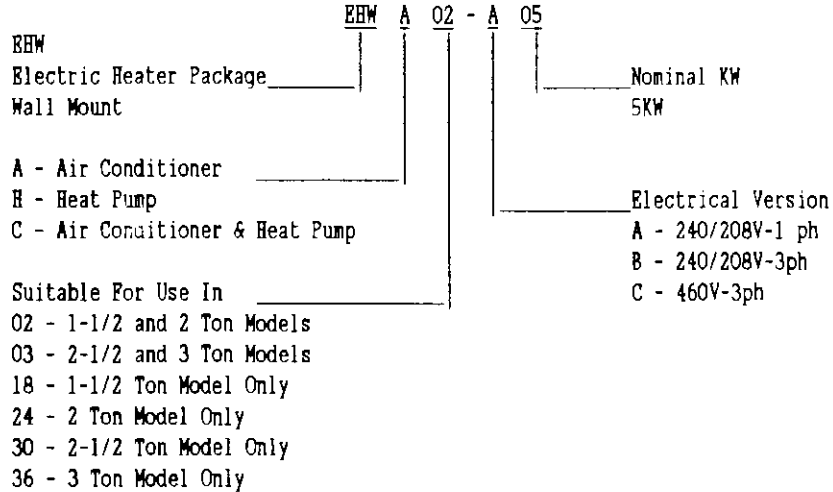 EHW A 02 - A 05
EHW
Electric Heater Package
Wall Mount
A - Air Conditioner
H - Heat Pump
C - Air Conditioner & Heat Pump
Suitable For Use In
02 - 1-1/2 and 2 Ton Models
03 - 2-1/2 and 3 Ton Models
18 - 1-1/2 Ton Model Only
24 - 2 Ton Model Only
30 - 2-1/2 Ton Model Only
36 - 3 Ton Model Only
Nominal KW
5KW
Electrical Version
A - 240/208V-1 ph
B - 240/208V-3ph
C - 460V-3ph